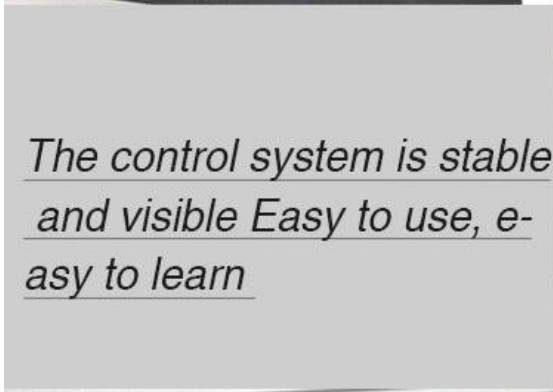 The control system is stable
and visible Easy to use, e-
asy to learn